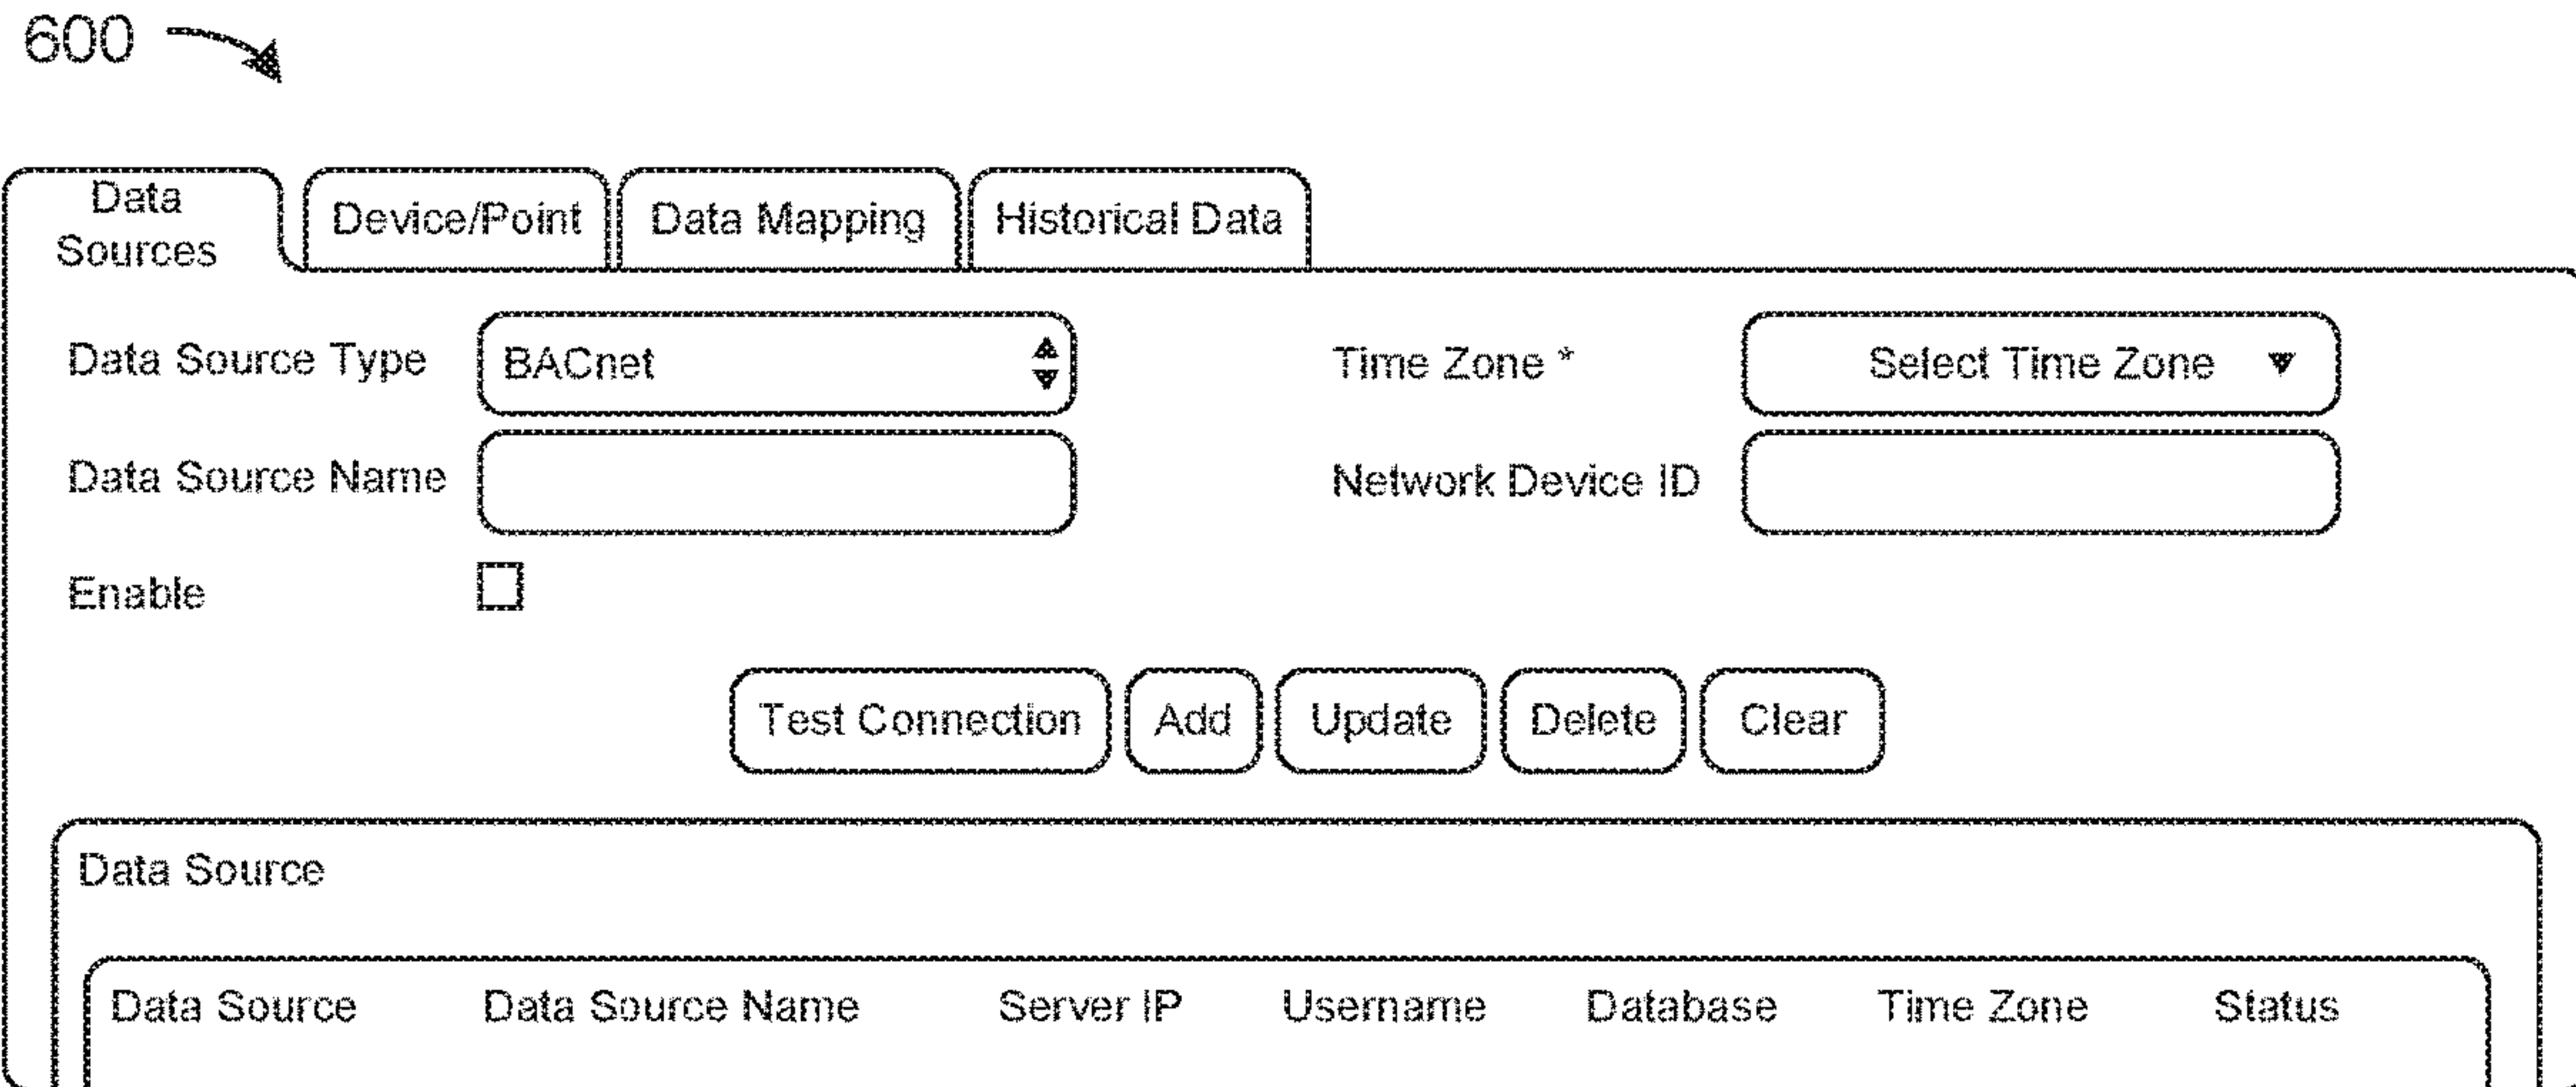 600
Data
Sources
Device/Point
Data Mapping
Historical Data
Data Source Type
BACnet
Time Zone *
Select Time Zone
Data Source Name
Network Device ID
Enable
Test Connection
Add
Update
Delete
Clear
Data Source
Data Source
Data Source Name
Server IP
Username
Database
Time Zone
Status